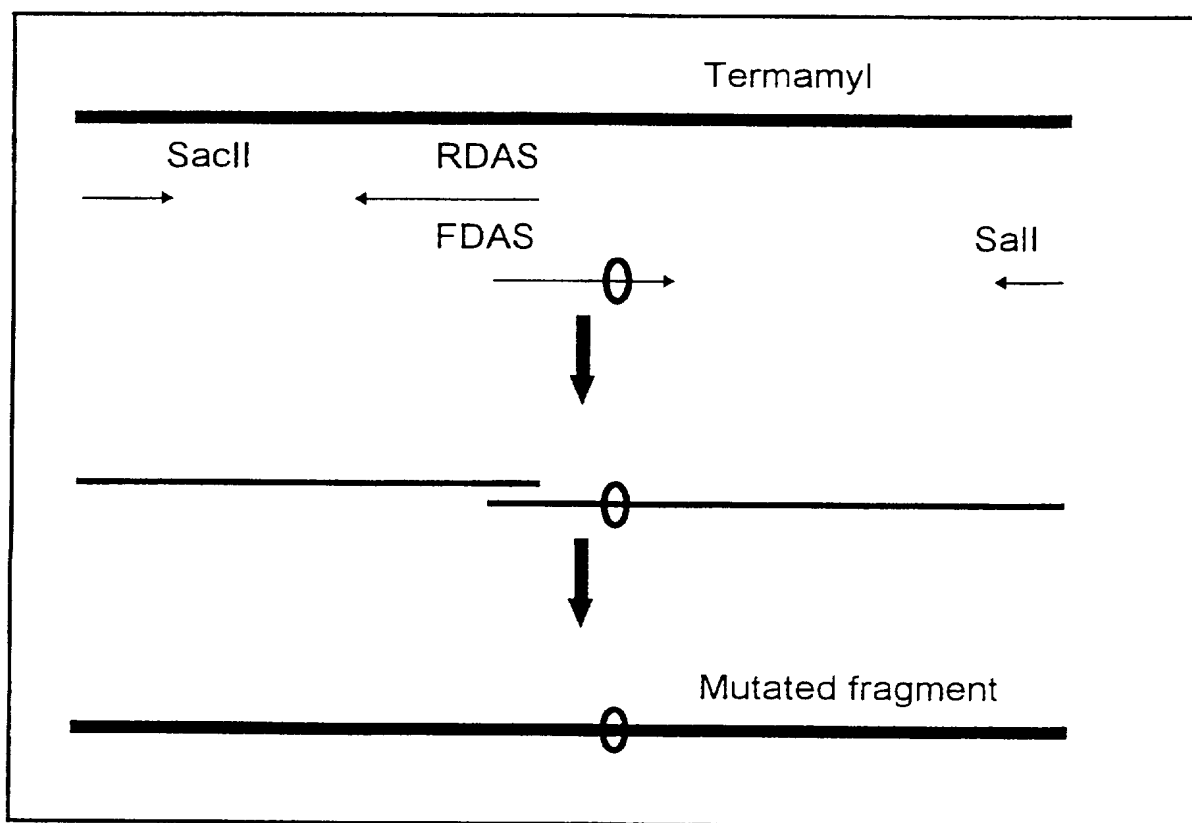 Termamyl
SacII
RDAS
FDAS
SalI
Mutated fragment